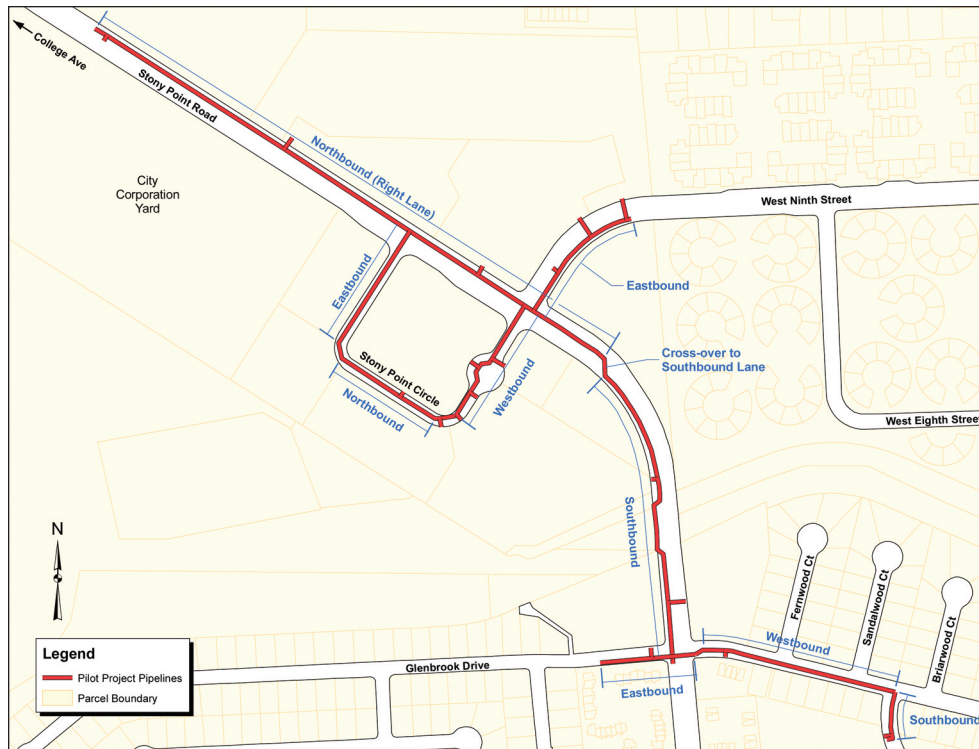 College Ave
Stony Point Road
Northbound (Right Lane)
City
Corporation
Yard
West Ninth Street
Eastbound
Eastbound
Cross-over to
Southbound Lane
Stony Point Circle
Westbound
Northbound
West Eighth Street
Southbound
N
Fernwood Ct
Sandalwood Ct
Briarwood Ct
Westbound
Glenbrook Drive
Eastbound
Southbound
Legend
Pilot Project Pipelines
Parcel Boundary